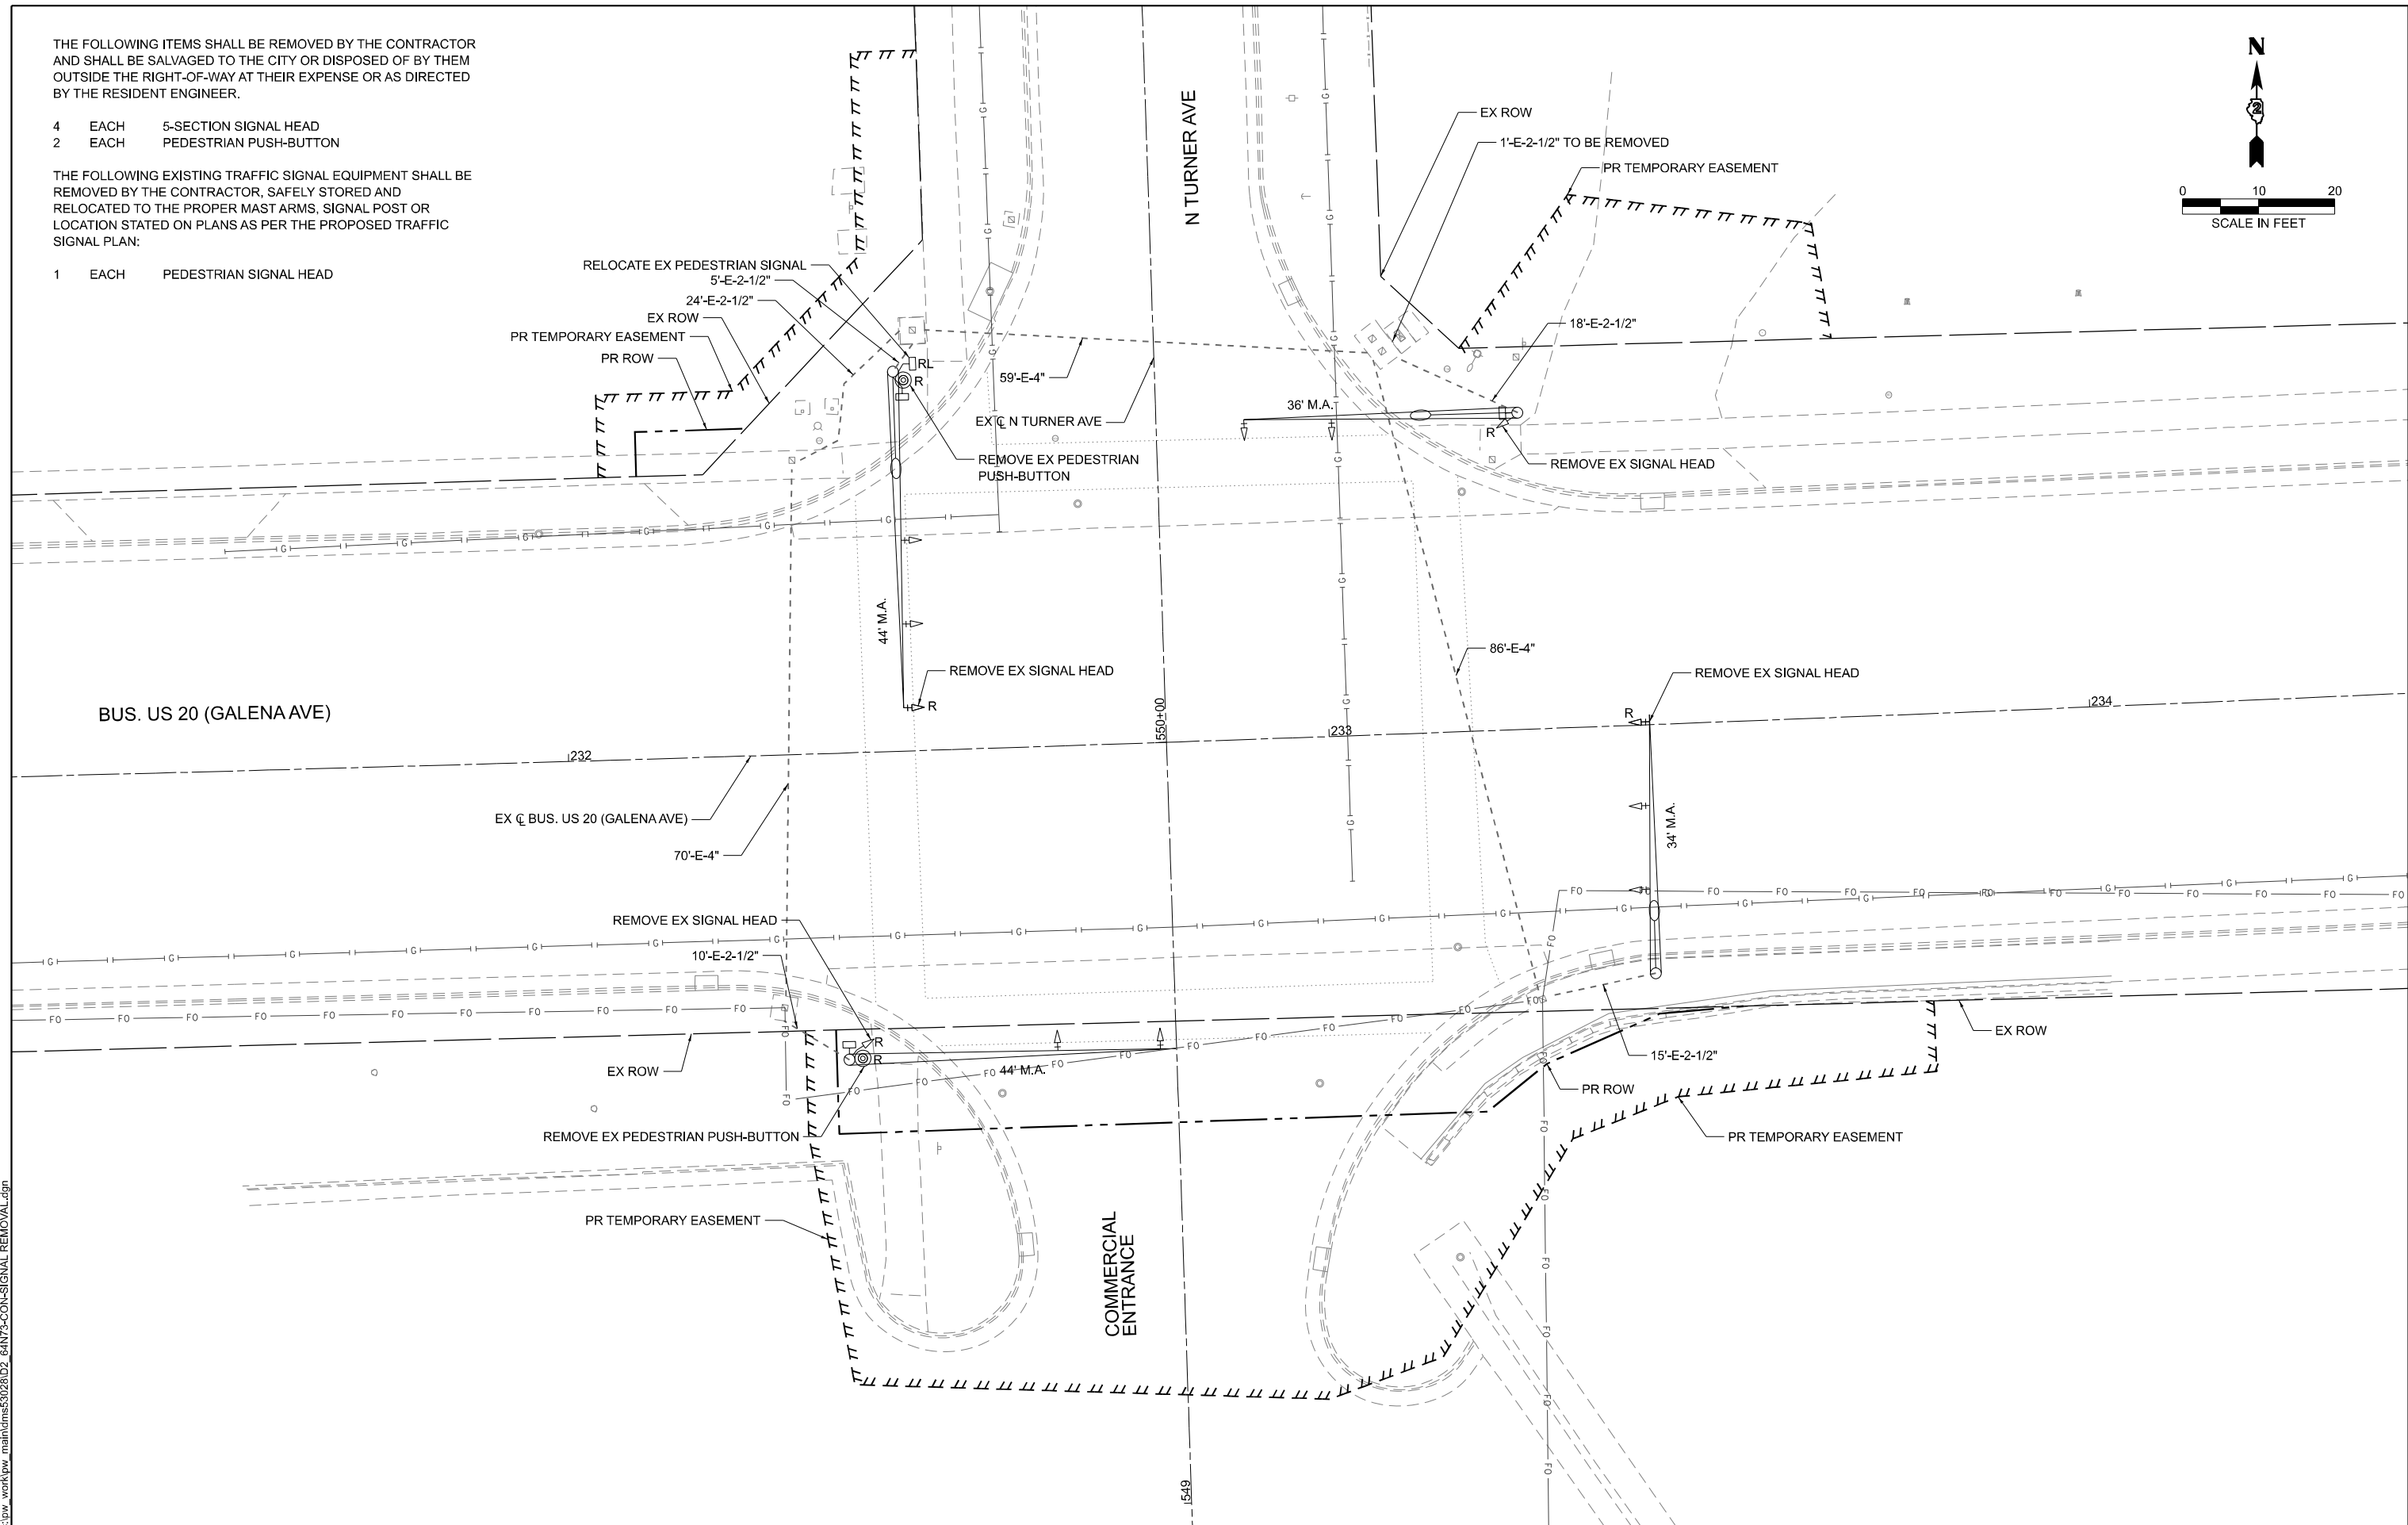 THE FOLLOWING ITEMS SHALL BE REMOVED BY THE CONTRACTOR
AND SHALL BE SALVAGED TO THE CITY OR DISPOSED OF BY THEM
OUTSIDE THE RIGHT-OF-WAY AT THEIR EXPENSE OR AS DIRECTED
BY THE RESIDENT ENGINEER.
4 EACH 5-SECTION SIGNAL HEAD
2 EACH PEDESTRIAN PUSH-BUTTON
THE FOLLOWING EXISTING TRAFFIC SIGNAL EQUIPMENT SHALL BE
REMOVED BY THE CONTRACTOR, SAFELY STORED AND
RELOCATED TO THE PROPER MAST ARMS, SIGNAL POST OR
LOCATION STATED ON PLANS AS PER THE PROPOSED TRAFFIC
SIGNAL PLAN:
1 EACH PEDESTRIAN SIGNAL HEAD
N
2
0 10 20
SCALE IN FEET
N TURNER AVE
EX ROW
1'-E-2-1/2" TO BE REMOVED
PR TEMPORARY EASEMENT
RELOCATE EX PEDESTRIAN SIGNAL
5'-E-2-1/2"
24'-E-2-1/2"
EX ROW
PR TEMPORARY EASEMENT
PR ROW
RL
R
59'-E-4"
EX ℄ N TURNER AVE
REMOVE EX PEDESTRIAN
PUSH-BUTTON
18'-E-2-1/2"
36' M.A.
R
REMOVE EX SIGNAL HEAD
44' M.A.
REMOVE EX SIGNAL HEAD
R
86'-E-4"
REMOVE EX SIGNAL HEAD
R
34' M.A.
BUS. US 20 (GALENA AVE)
232
550+00
233
234
EX ℄ BUS. US 20 (GALENA AVE)
70'-E-4"
REMOVE EX SIGNAL HEAD
10'-E-2-1/2"
R
R
44' M.A.
EX ROW
REMOVE EX PEDESTRIAN PUSH-BUTTON
EX ROW
15'-E-2-1/2"
PR ROW
PR TEMPORARY EASEMENT
PR TEMPORARY EASEMENT
COMMERCIAL
ENTRANCE
549
G G G G G G G G
FO FO FO FO FO FO FO FO